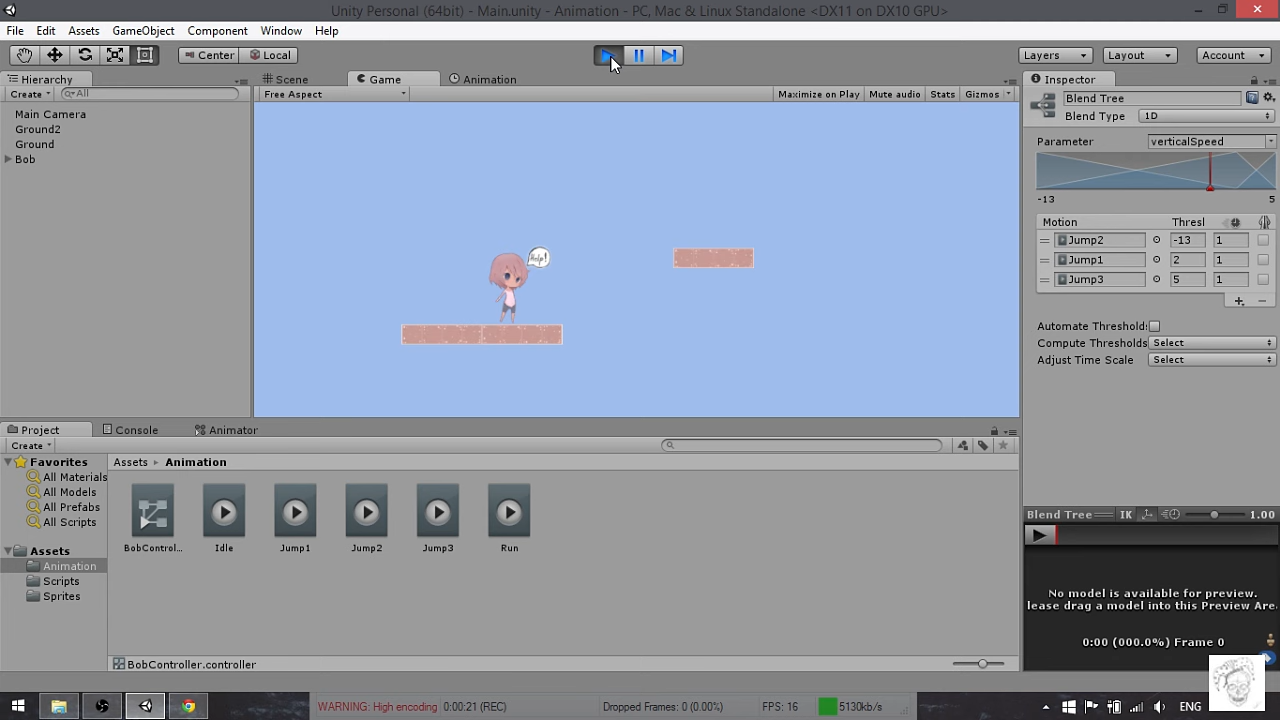 Unity Personal (64bit) - Main.unity - Animation - PC, Mac & Linux Standalone <DX11 on DX10 GPU>
File Edit Assets GameObject Component Window Help
Center Local Layers Layout Account
Hierarchy Scene Game Animation Inspector
Create All Free Aspect Maximize on Play Mute audio Stats Gizmos Blend Tree
Main Camera
Ground2
Ground
Bob
Blend Type 1D
Parameter verticalSpeed
-13 5
Motion Thresl
Jump2 -13 1
Jump1 2 1
Jump3 5 1
Automate Threshold:
Compute Thresholds Select
Adjust Time Scale Select
Help!
Project Console Animator
Create
Favorites
All Materials
All Models
All Prefabs
All Scripts
Assets
Animation
Scripts
Sprites
Assets Animation
BobControl... Idle Jump1 Jump2 Jump3 Run
BobController.controller
Blend Tree IK 1.00
No model is available for preview.
lease drag a model into this Preview Area
0:00 (000.0%) Frame 0
WARNING: High encoding 0:00:21 (REC) Dropped Frames: 0 (0.00%) FPS: 16 5130kb/s
ENG